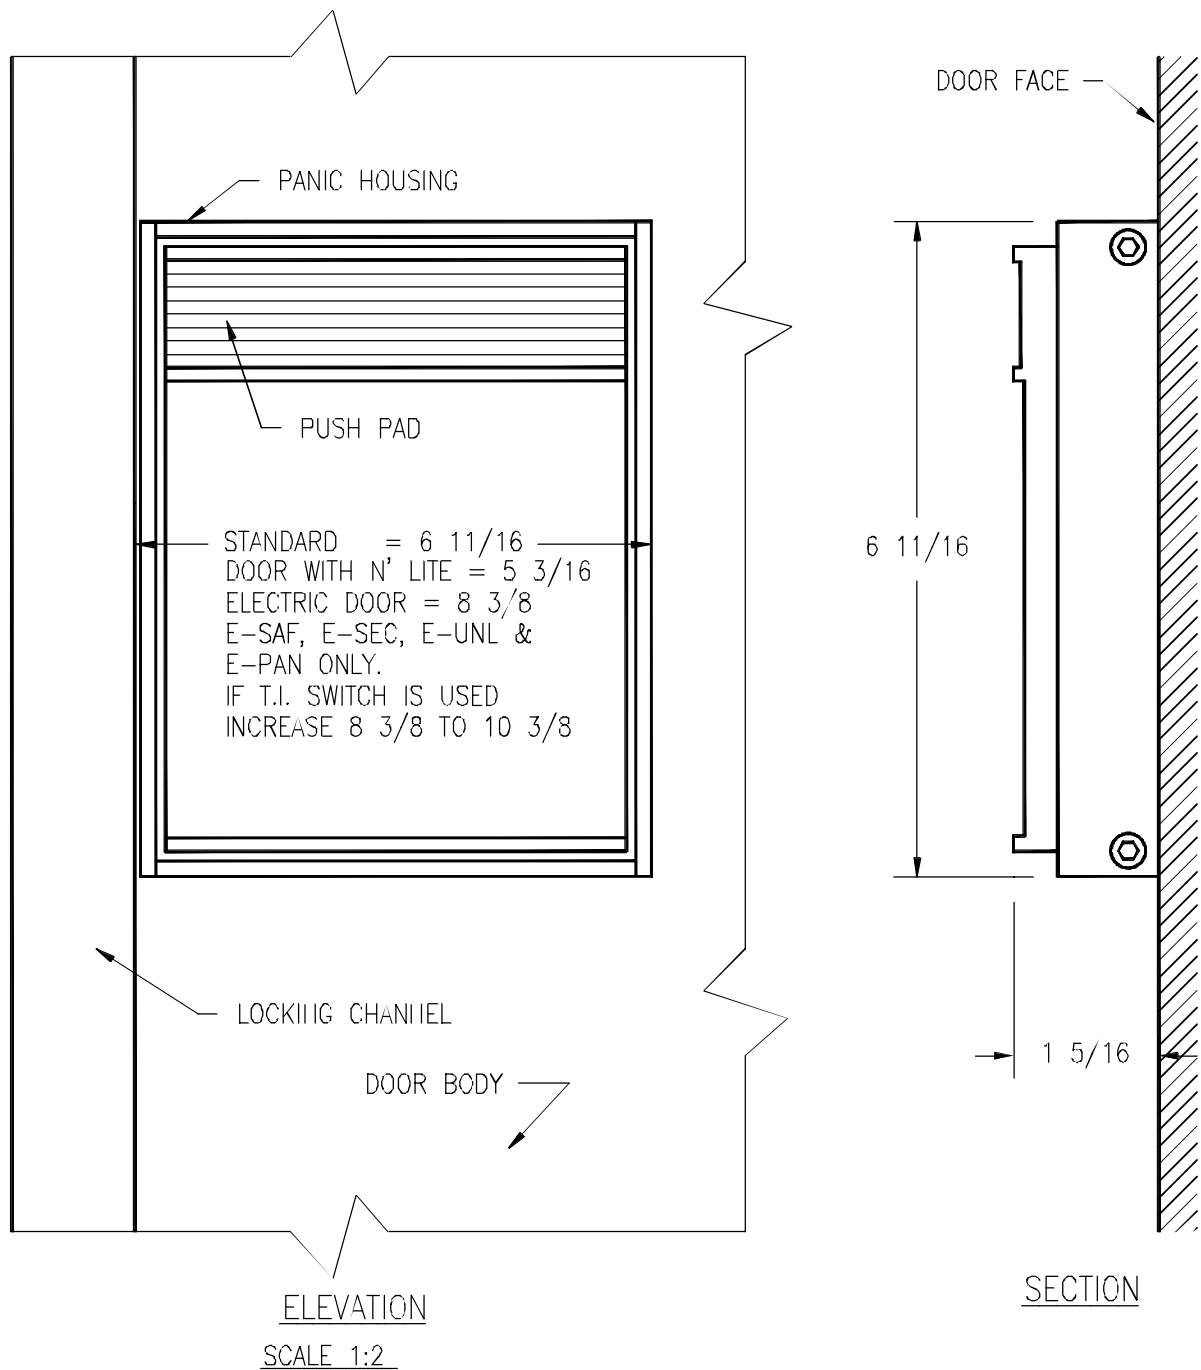 DOOR FACE
PANIC HOUSING
PUSH PAD
STANDARD = 6 11/16
DOOR WITH N' LITE = 5 3/16
ELECTRIC DOOR = 8 3/8
E-SAF, E-SEC, E-UNL &
E-PAN ONLY.
IF T.I. SWITCH IS USED
INCREASE 8 3/8 TO 10 3/8
6 11/16
LOCKING CHANNEL
1 5/16
DOOR BODY
ELEVATION
SCALE 1:2
SECTION